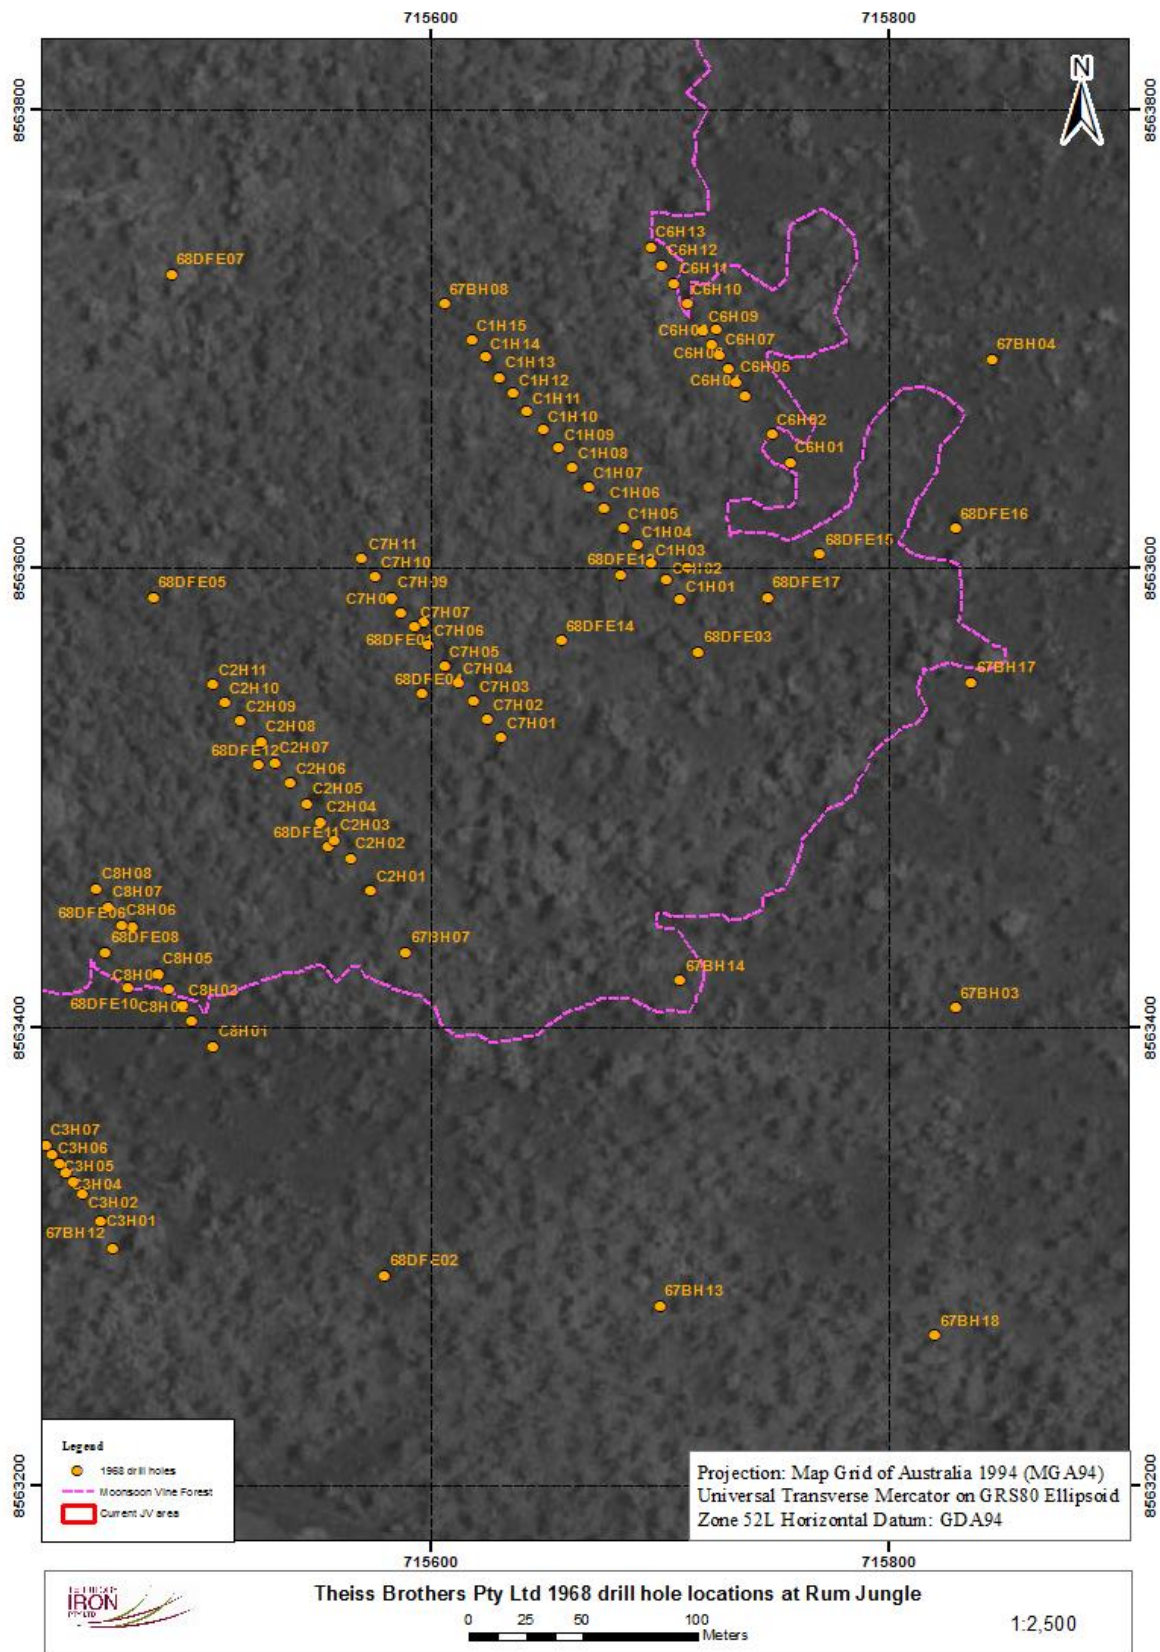 715600
715800
8563800
8563800
N
C6H13
C6H12
68DFE07
C6H11
C6H10
67BH08
C6H09
C1H15
C6H07
C1H14
67BH04
C1H13
C6H05
C1H12
C6H04
C1H11
C1H10
C6H02
C1H09
C6H01
C1H08
C1H07
C1H06
C1H05
68DFE16
C1H04
C7H11
68DFE15
C1H03
8563600
C7H10
68DFE13
8563600
C1H02
C7H09
68DFE05
C1H01
68DFE17
C7H07
C7H06
68DFE14
68DFE01
68DFE03
C7H05
C2H11
C7H04
67BH17
C2H10
68DFE04
C7H03
C2H09
C7H02
C2H08
C7H01
C2H07
68DFE12
C2H06
C2H05
C2H04
C2H03
68DFE11
C2H02
C8H08
C2H01
C8H07
68DFE06
C8H06
68DFE08
67BH07
C8H05
67BH14
C8H03
68DFE10
67BH03
8563400
8563400
C8H01
C3H07
C3H06
C3H05
C3H04
C3H02
C3H01
67BH12
68DFE02
67BH13
67BH18
Legend
1968 drill holes
Moonsoon Vine Forest
Current JV area
8563200
8563200
Projection: Map Grid of Australia 1994 (MGA94)
Universal Transverse Mercator on GRS80 Ellipsoid
Zone 52L Horizontal Datum: GDA94
715600
715800
IRON
PTY LTD
Theiss Brothers Pty Ltd 1968 drill hole locations at Rum Jungle
0 25 50 100
Meters
1:2,500